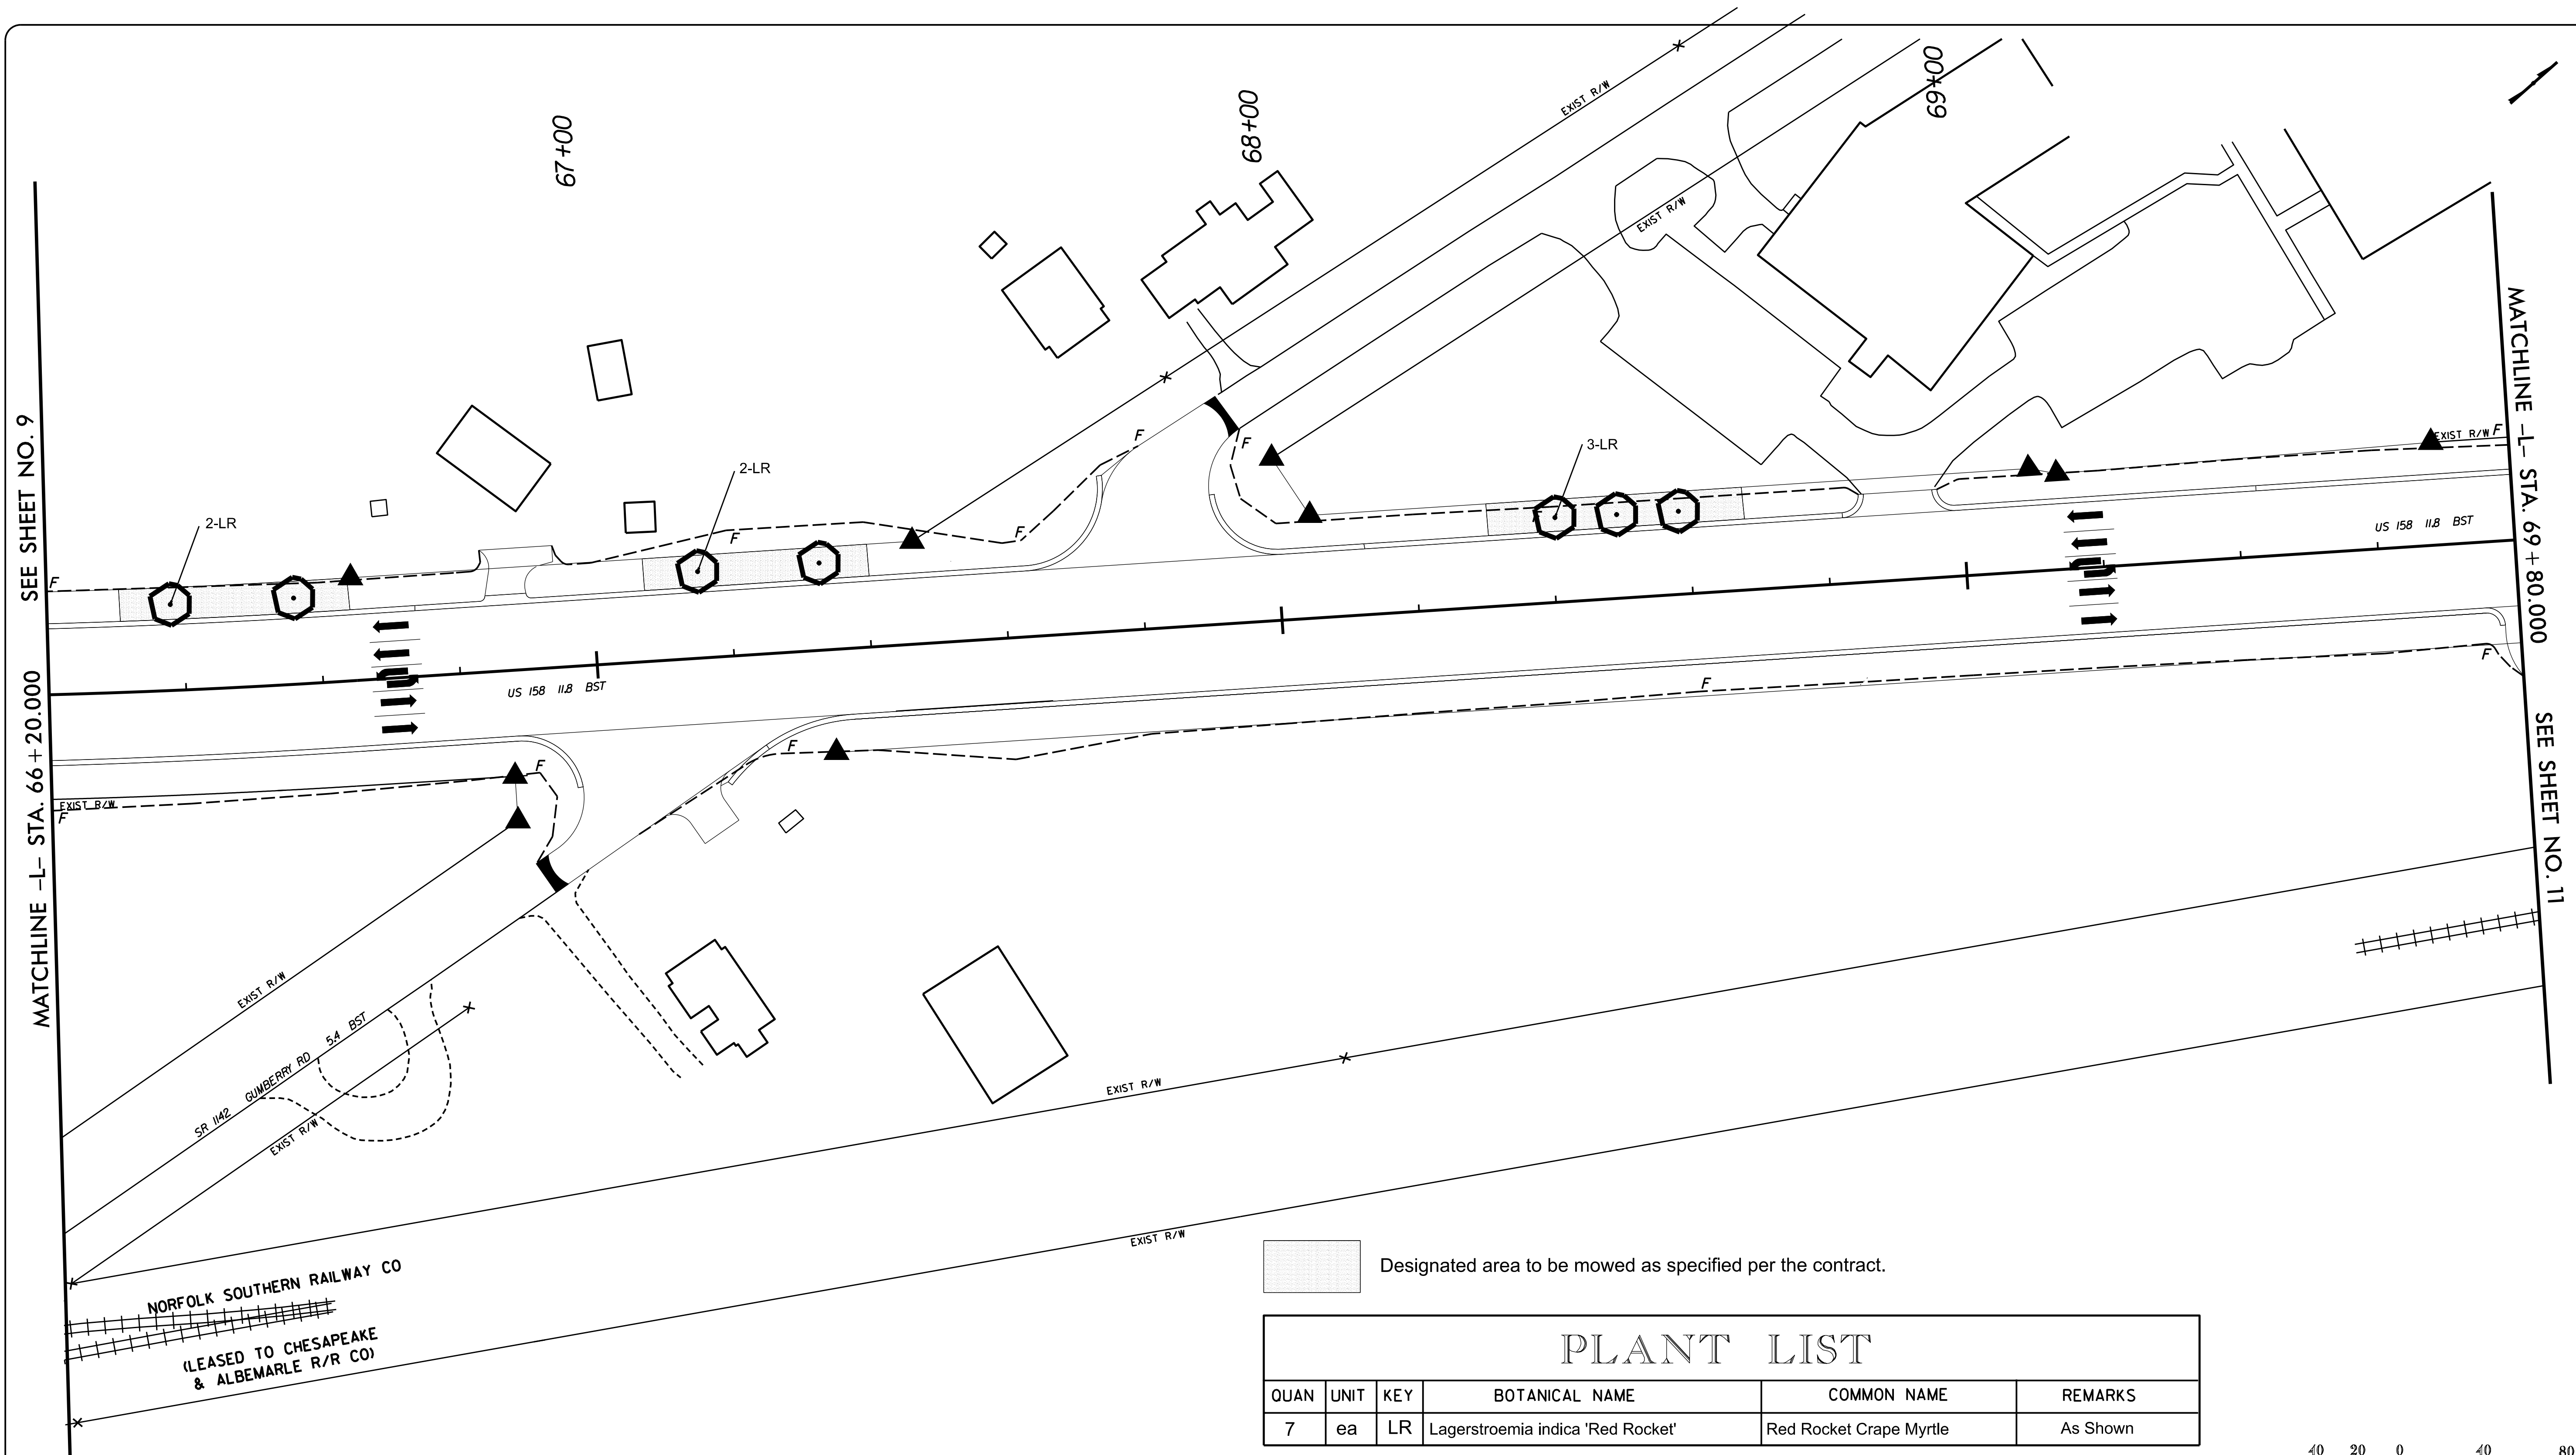 67+00
68+00
69+00
EXIST R/W
EXIST R/W
SEE SHEET NO. 9
MATCHLINE -L- STA. 66+20.000
MATCHLINE -L- STA. 69+80.000
SEE SHEET NO. 11
2-LR
2-LR
3-LR
F
F
F
F
F
F
EXIST R/W
F
US 158 11.8 BST
US 158 11.8 BST
F
F
F
F
EXIST R/W
F
EXIST R/W
SR 1142 GUMBERRY RD 5.4 BST
EXIST R/W
EXIST R/W
EXIST R/W
NORFOLK SOUTHERN RAILWAY CO
(LEASED TO CHESAPEAKE
& ALBEMARLE R/R CO)
Designated area to be mowed as specified per the contract.
PLANT LIST
QUAN UNIT KEY BOTANICAL NAME COMMON NAME REMARKS
7 ea LR Lagerstroemia indica 'Red Rocket' Red Rocket Crape Myrtle As Shown
40 20 0 40 80